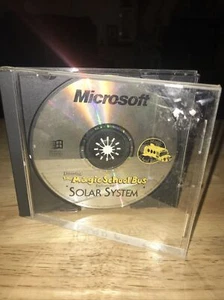 Microsoft
the Magic School Bus
SOLAR SYSTEM